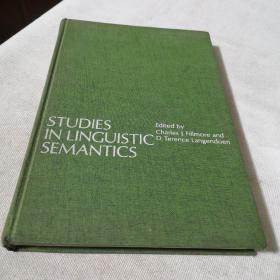 STUDIES
IN LINGUISTIC
SEMANTICS
Edited by
Charles J. Fillmore and
D. Terence Langendoen